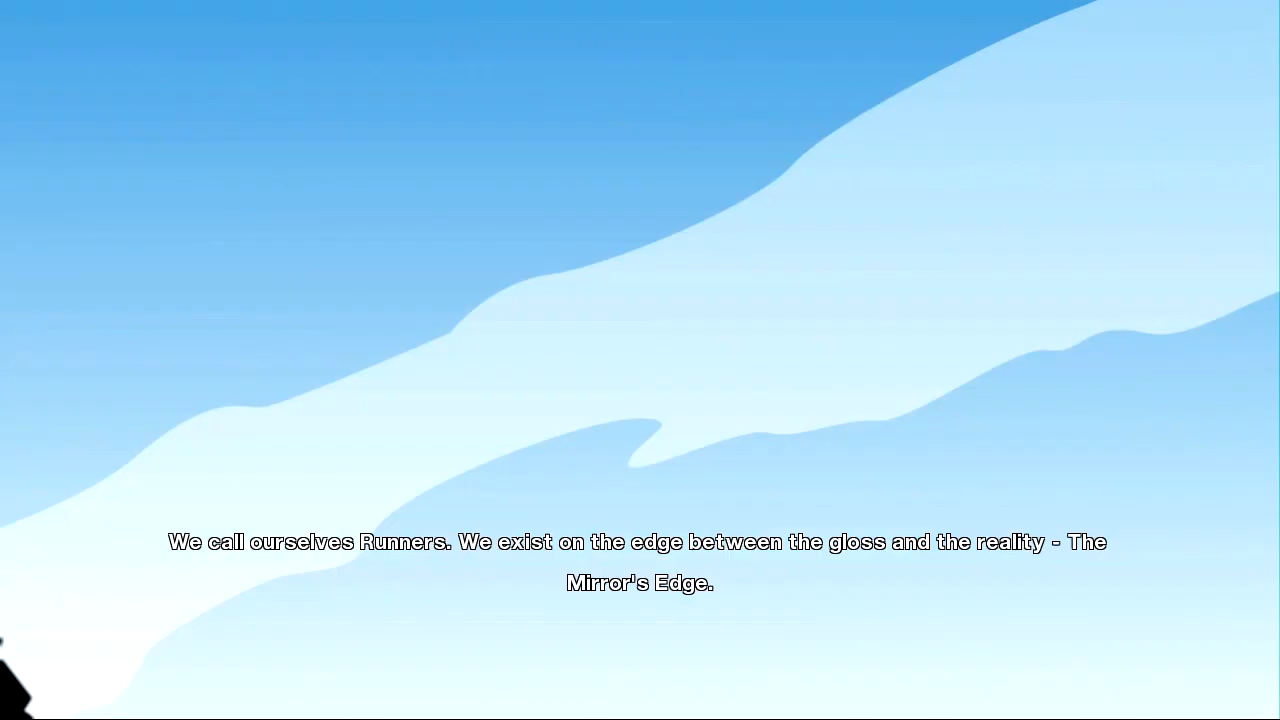 We call ourselves Runners. We exist on the edge between the gloss and the reality - The
Mirror's Edge.